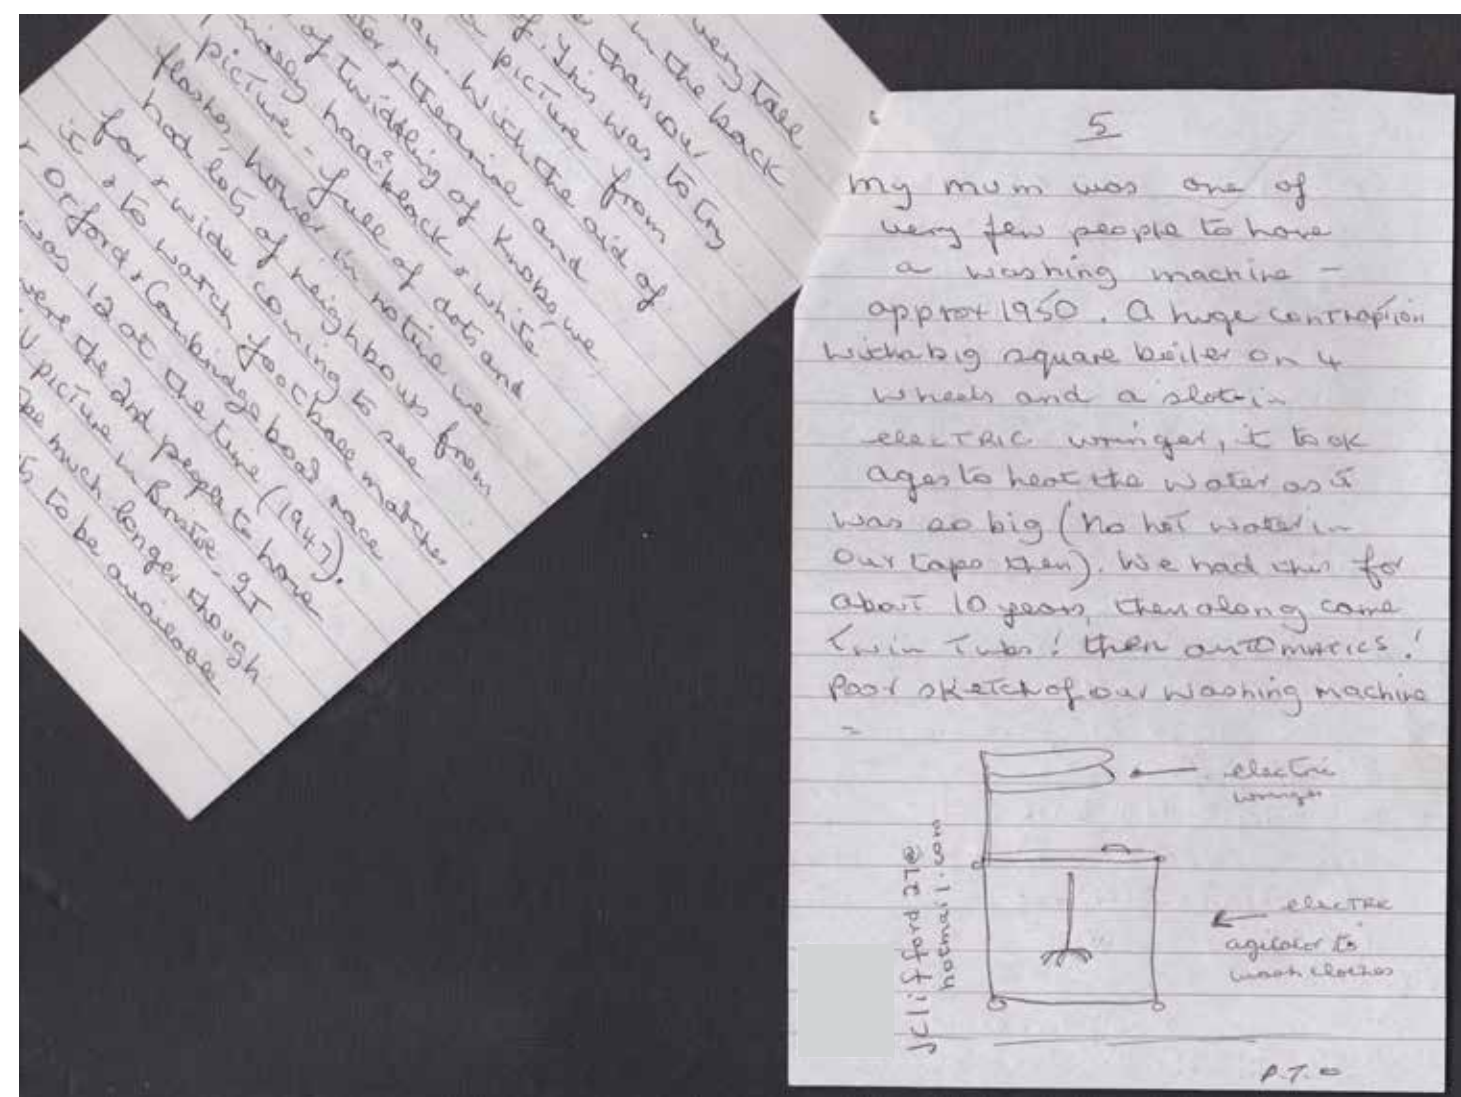 very tall
in the back
than our
of. This was to try
picture from
With the aid of
and
of twiddling of knobs we
had a black & white
picture - full of dots and
flashes, however in no time we
had lots of neighbours from
far & wide coming to see
it & to watch football matches
Oxford & Cambridge boat race
was 12 at the time (1947).
were the 2nd people to have
picture in
much longer though
to be available
5
My mum was one of
very few people to have
a washing machine -
approx 1950. A huge contraption
with a big square boiler on 4
wheels and a slot-in
electric wringer, it took
ages to heat the water as it
was so big (No hot water in
our taps then). We had this for
about 10 years, then along came
twin tubs! then automatics!
Poor sketch of our washing machine
-
electric
wringer
electric
agitator to
wash clothes
jclifford27@
hotmail.com
P.T.O